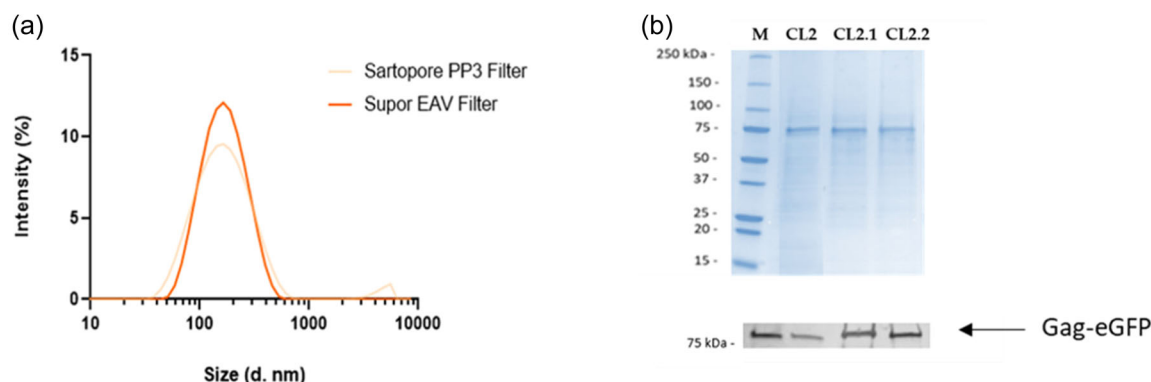 (a)
15
10
5
0
Intensity (%)
10 100 1000 10000
Size (d. nm)
Sartopore PP3 Filter
Supor EAV Filter
(b)
M CL2 CL2.1 CL2.2
250 kDa -
150 -
100 -
75 -
50 -
37 -
25 -
20 -
15 -
75 kDa -
Gag-eGFP